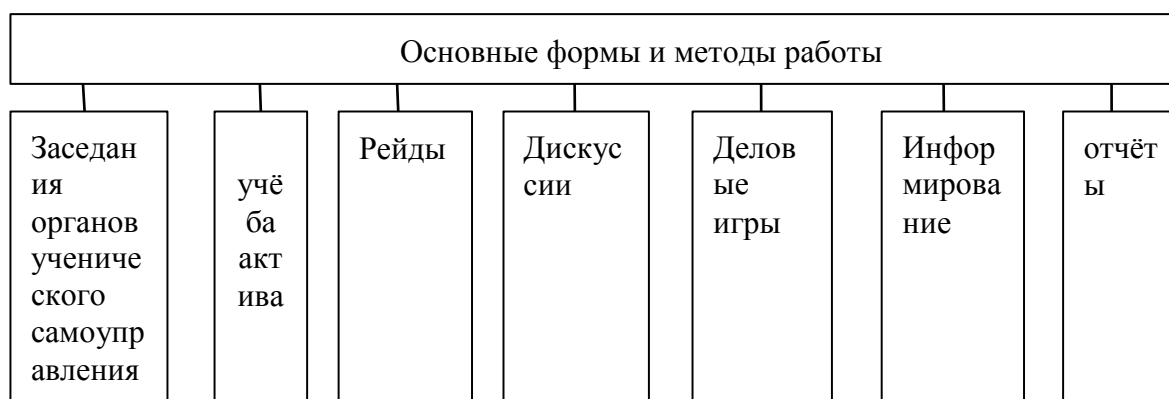 Основные формы и методы работы
Заседан
ия
органов
учениче
ского
самоупр
авления
учё
ба
акт
ива
Рейды
Дискус
сии
Делов
ые
игры
Инфор
мирова
ние
отчёт
ы